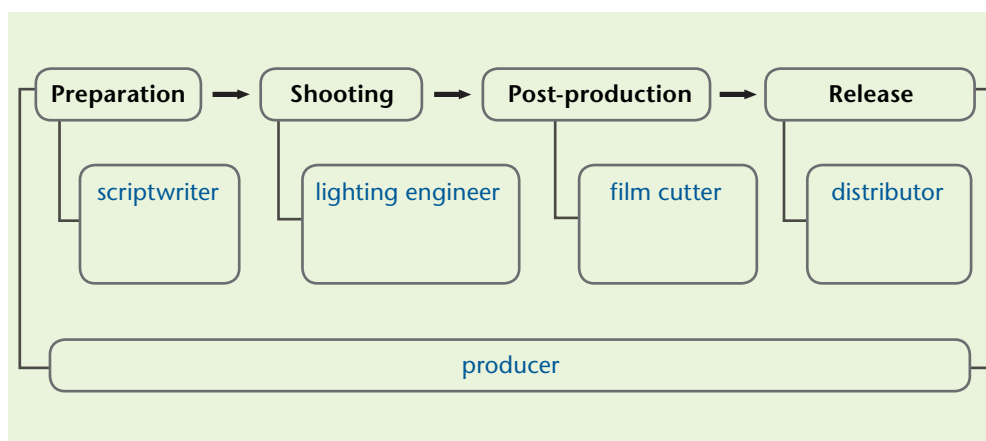 Preparation
Shooting
Post-production
Release
scriptwriter
lighting engineer
film cutter
distributor
producer